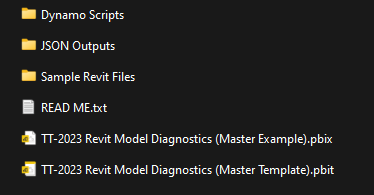 Dynamo Scripts
JSON Outputs
Sample Revit Files
READ ME.txt
TT-2023 Revit Model Diagnostics (Master Example).pbix
TT-2023 Revit Model Diagnostics (Master Template).pbit